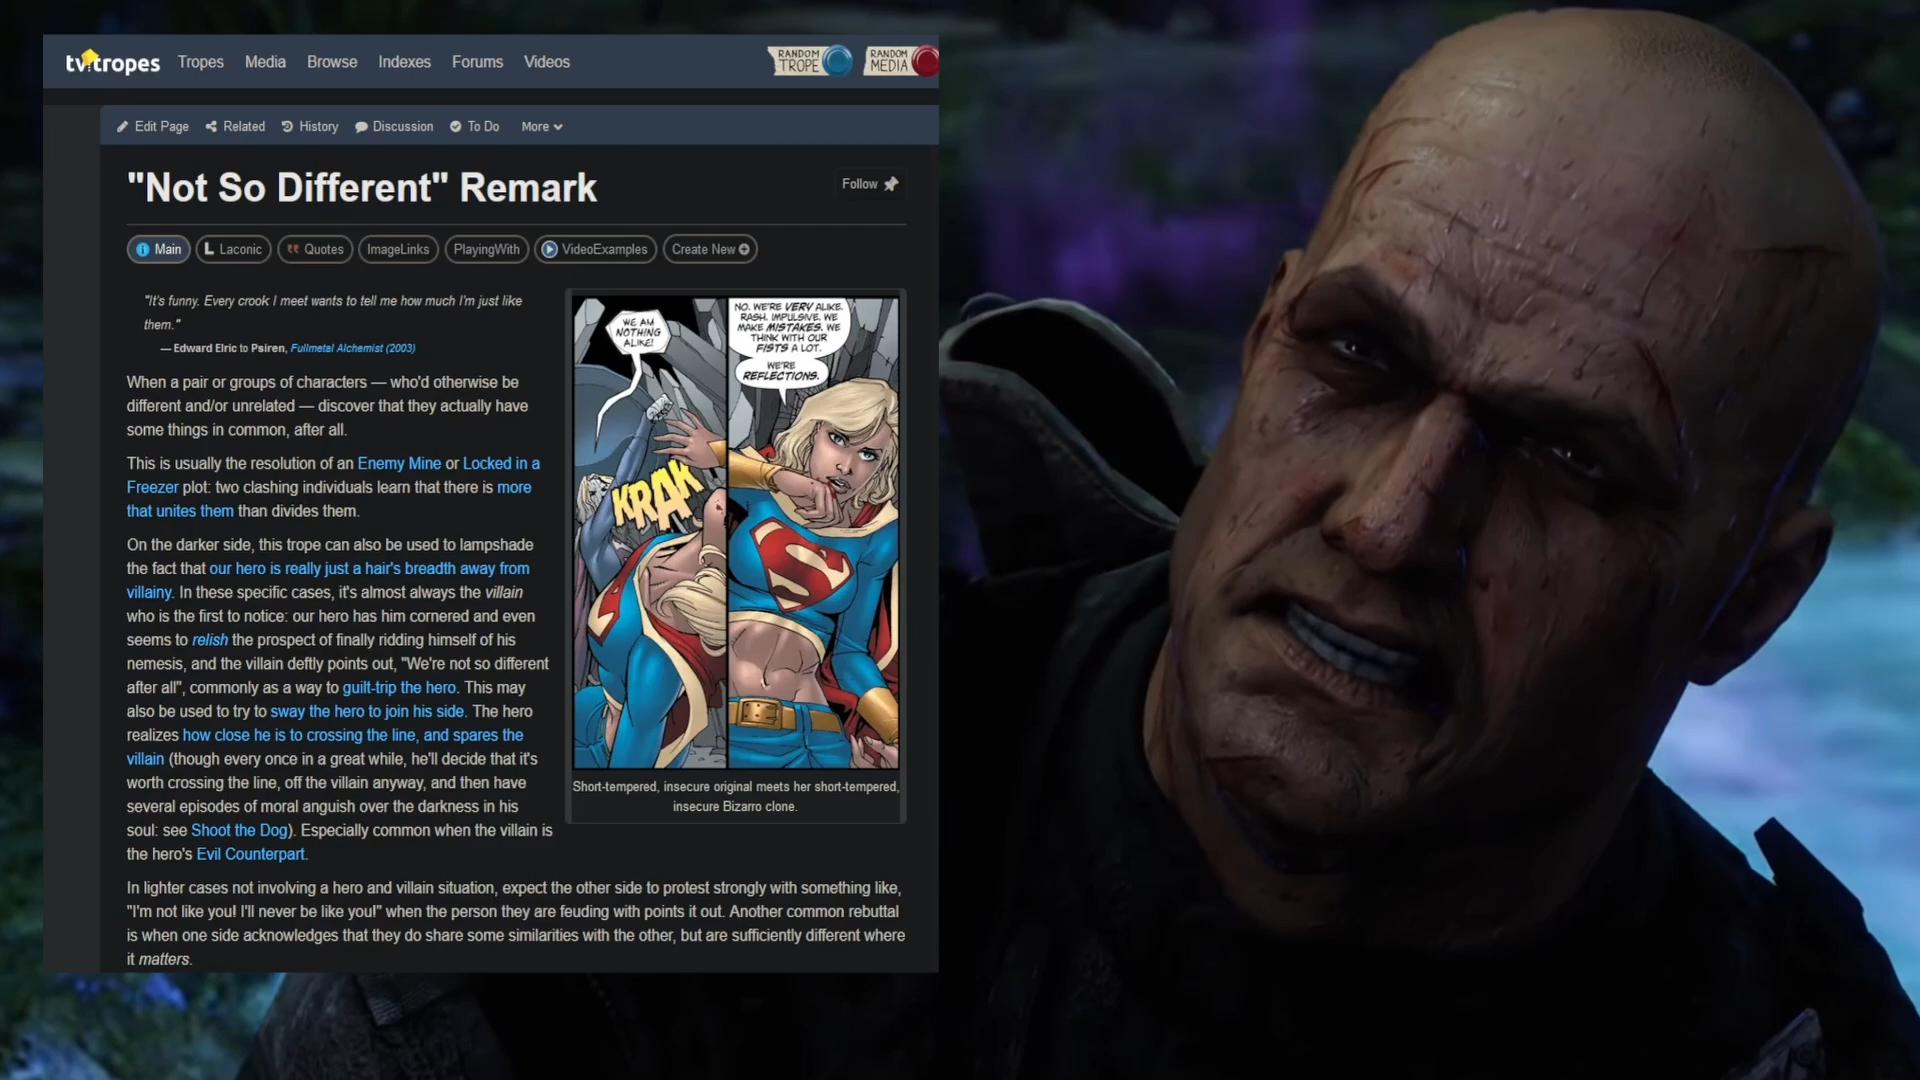 tvtropes Tropes Media Browse Indexes Forums Videos RANDOM TROPE RANDOM MEDIA
Edit Page Related History Discussion To Do More
"Not So Different" Remark
Follow
Main Laconic Quotes ImageLinks PlayingWith VideoExamples Create New
"It's funny. Every crook I meet wants to tell me how much I'm just like
them."
— Edward Elric to Psiren, Fullmetal Alchemist (2003)
When a pair or groups of characters — who'd otherwise be
different and/or unrelated — discover that they actually have
some things in common, after all.
This is usually the resolution of an Enemy Mine or Locked in a
Freezer plot: two clashing individuals learn that there is more
that unites them than divides them.
On the darker side, this trope can also be used to lampshade
the fact that our hero is really just a hair's breadth away from
villainy. In these specific cases, it's almost always the villain
who is the first to notice: our hero has him cornered and even
seems to relish the prospect of finally ridding himself of his
nemesis, and the villain deftly points out, "We're not so different
after all", commonly as a way to guilt-trip the hero. This may
also be used to try to sway the hero to join his side. The hero
realizes how close he is to crossing the line, and spares the
villain (though every once in a great while, he'll decide that it's
worth crossing the line, off the villain anyway, and then have
several episodes of moral anguish over the darkness in his
soul: see Shoot the Dog). Especially common when the villain is
the hero's Evil Counterpart.
WE AM
NOTHING
ALIKE!
KRAK
NO. WE'RE VERY ALIKE.
RASH. IMPULSIVE. WE
MAKE MISTAKES. WE
THINK WITH OUR
FISTS A LOT.
WE'RE
REFLECTIONS.
Short-tempered, insecure original meets her short-tempered,
insecure Bizarro clone.
In lighter cases not involving a hero and villain situation, expect the other side to protest strongly with something like,
"I'm not like you! I'll never be like you!" when the person they are feuding with points it out. Another common rebuttal
is when one side acknowledges that they do share some similarities with the other, but are sufficiently different where
it matters.